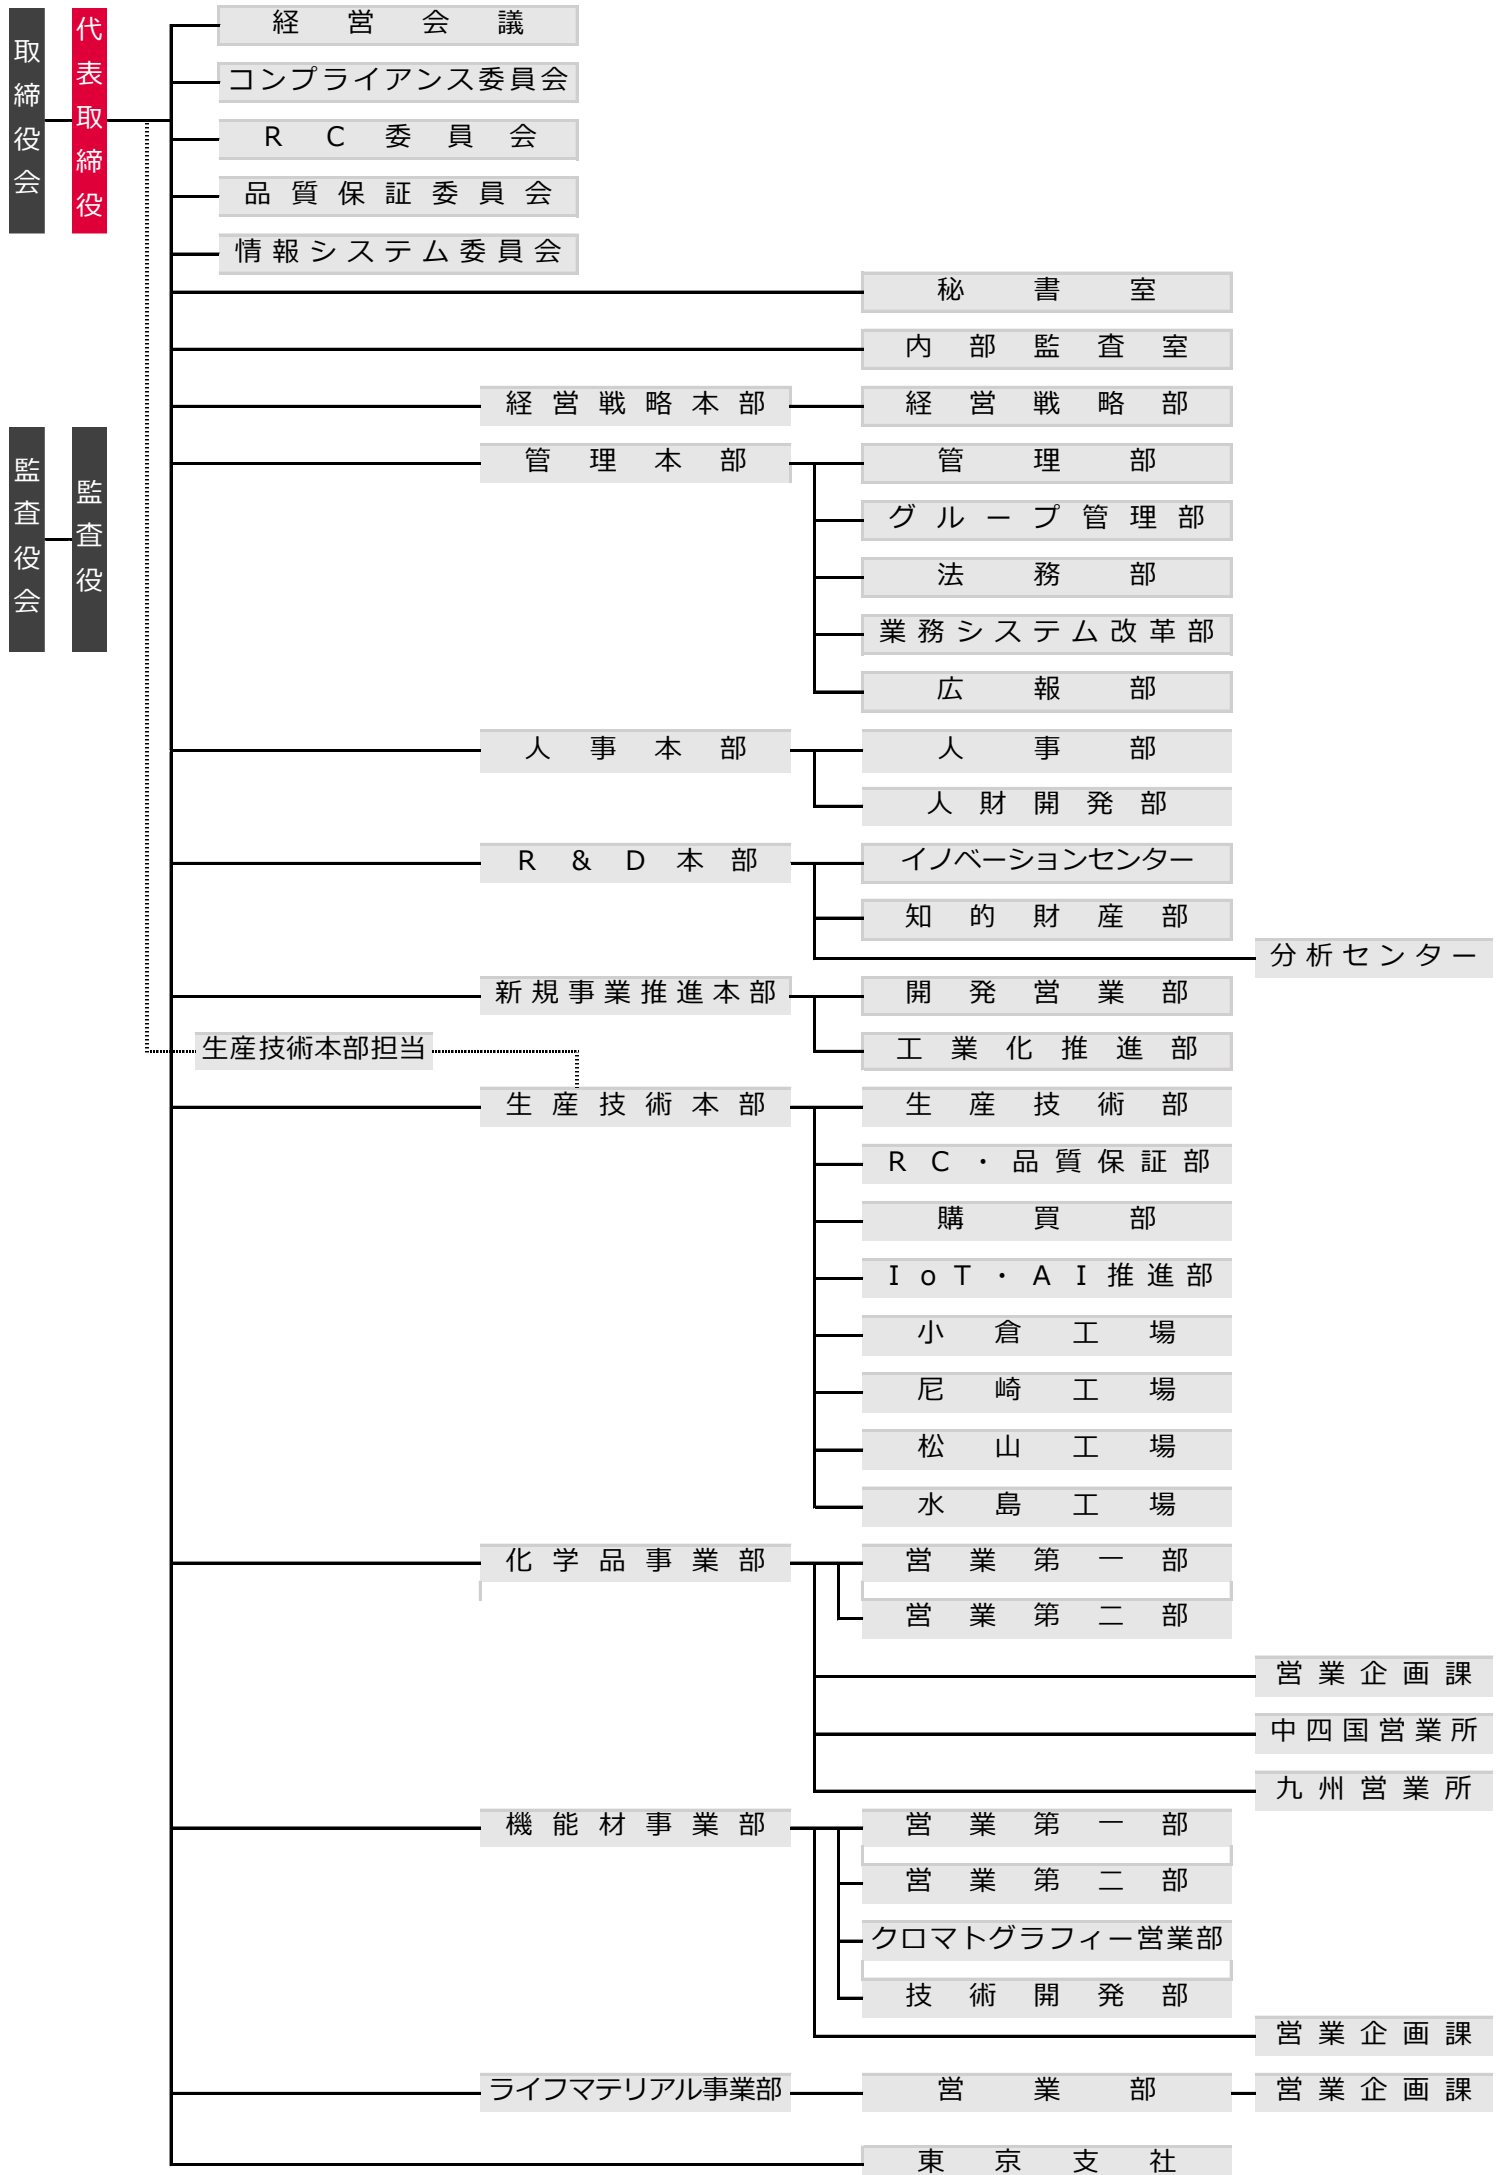 取締役会
代表取締役
経営会議
コンプライアンス委員会
RC委員会
品質保証委員会
情報システム委員会
秘書室
内部監査室
経営戦略本部
経営戦略部
監査役会
監査役
管理本部
管理部
グループ管理部
法務部
業務システム改革部
広報部
人事本部
人事部
人財開発部
R&D本部
イノベーションセンター
知的財産部
分析センター
新規事業推進本部
開発営業部
工業化推進部
生産技術本部担当
生産技術本部
生産技術部
RC・品質保証部
購買部
IoT・AI推進部
小倉工場
尼崎工場
松山工場
水島工場
化学品事業部
営業第一部
営業第二部
営業企画課
中四国営業所
九州営業所
機能材事業部
営業第一部
営業第二部
クロマトグラフィー営業部
技術開発部
営業企画課
ライフマテリアル事業部
営業部
営業企画課
東京支社